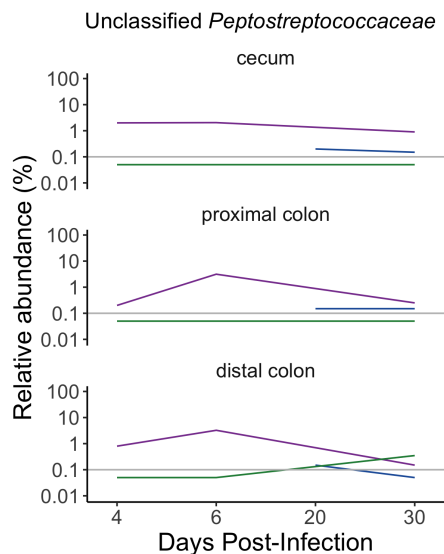 Unclassified Peptostreptococcaceae
cecum
100
10
1
0.1
0.01
proximal colon
100
10
1
0.1
0.01
distal colon
100
10
1
0.1
0.01
4 6 20 30
Days Post-Infection
Relative abundance (%)